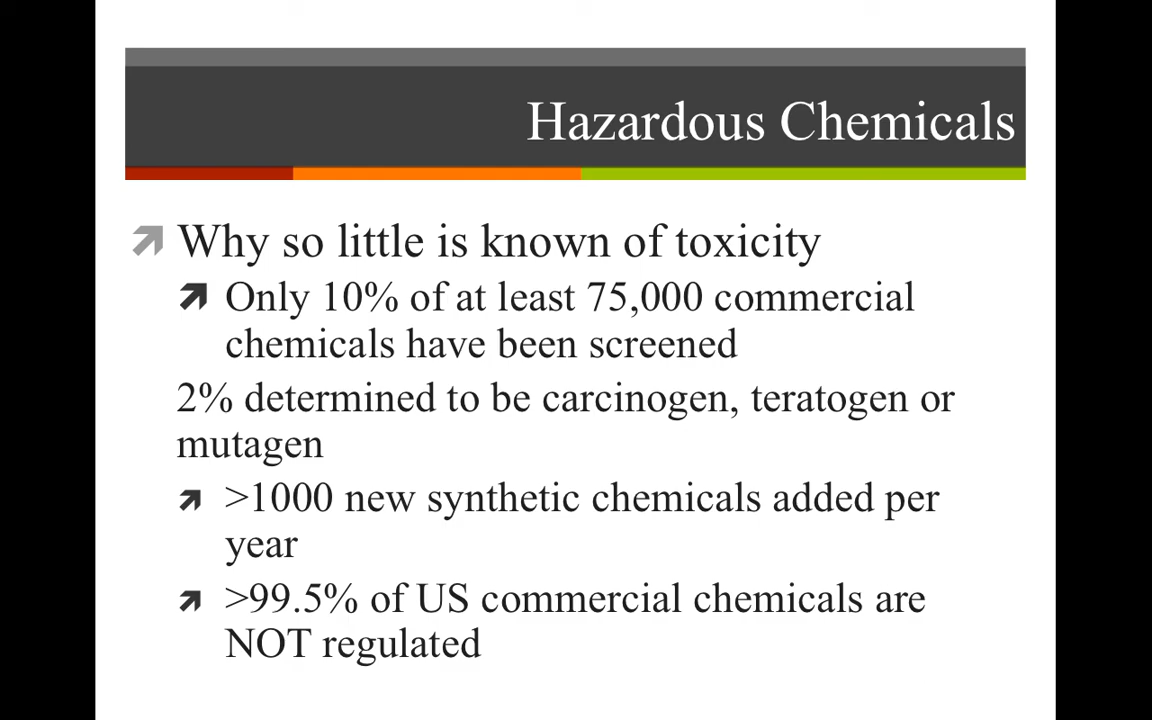 Hazardous Chemicals
Why so little is known of toxicity
Only 10% of at least 75,000 commercial
chemicals have been screened
2% determined to be carcinogen, teratogen or
mutagen
>1000 new synthetic chemicals added per
year
>99.5% of US commercial chemicals are
NOT regulated